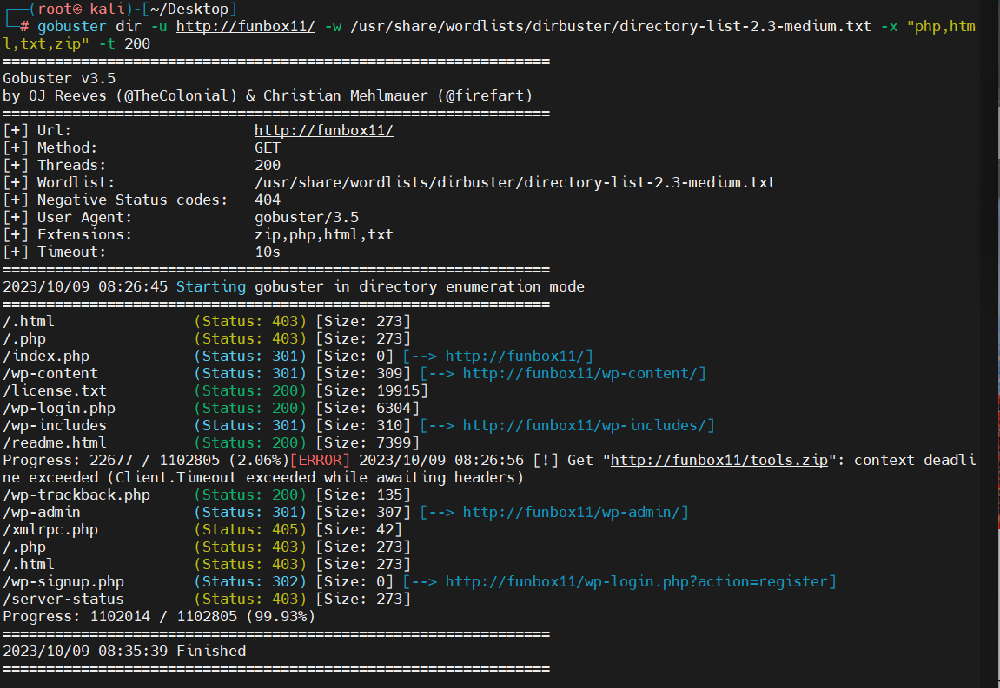 ┌──(root㉿ kali)-[~/Desktop]
└─# gobuster dir -u http://funbox11/ -w /usr/share/wordlists/dirbuster/directory-list-2.3-medium.txt -x "php,htm
l,txt,zip" -t 200
===============================================================
Gobuster v3.5
by OJ Reeves (@TheColonial) & Christian Mehlmauer (@firefart)
===============================================================
[+] Url:                     http://funbox11/
[+] Method:                  GET
[+] Threads:                 200
[+] Wordlist:                /usr/share/wordlists/dirbuster/directory-list-2.3-medium.txt
[+] Negative Status codes:   404
[+] User Agent:              gobuster/3.5
[+] Extensions:              zip,php,html,txt
[+] Timeout:                 10s
===============================================================
2023/10/09 08:26:45 Starting gobuster in directory enumeration mode
===============================================================
/.html                (Status: 403) [Size: 273]
/.php                 (Status: 403) [Size: 273]
/index.php            (Status: 301) [Size: 0] [--> http://funbox11/]
/wp-content           (Status: 301) [Size: 309] [--> http://funbox11/wp-content/]
/license.txt          (Status: 200) [Size: 19915]
/wp-login.php         (Status: 200) [Size: 6304]
/wp-includes          (Status: 301) [Size: 310] [--> http://funbox11/wp-includes/]
/readme.html          (Status: 200) [Size: 7399]
Progress: 22677 / 1102805 (2.06%)[ERROR] 2023/10/09 08:26:56 [!] Get "http://funbox11/tools.zip": context deadli
ne exceeded (Client.Timeout exceeded while awaiting headers)
/wp-trackback.php     (Status: 200) [Size: 135]
/wp-admin             (Status: 301) [Size: 307] [--> http://funbox11/wp-admin/]
/xmlrpc.php           (Status: 405) [Size: 42]
/.php                 (Status: 403) [Size: 273]
/.html                (Status: 403) [Size: 273]
/wp-signup.php        (Status: 302) [Size: 0] [--> http://funbox11/wp-login.php?action=register]
/server-status        (Status: 403) [Size: 273]
Progress: 1102014 / 1102805 (99.93%)
===============================================================
2023/10/09 08:35:39 Finished
===============================================================